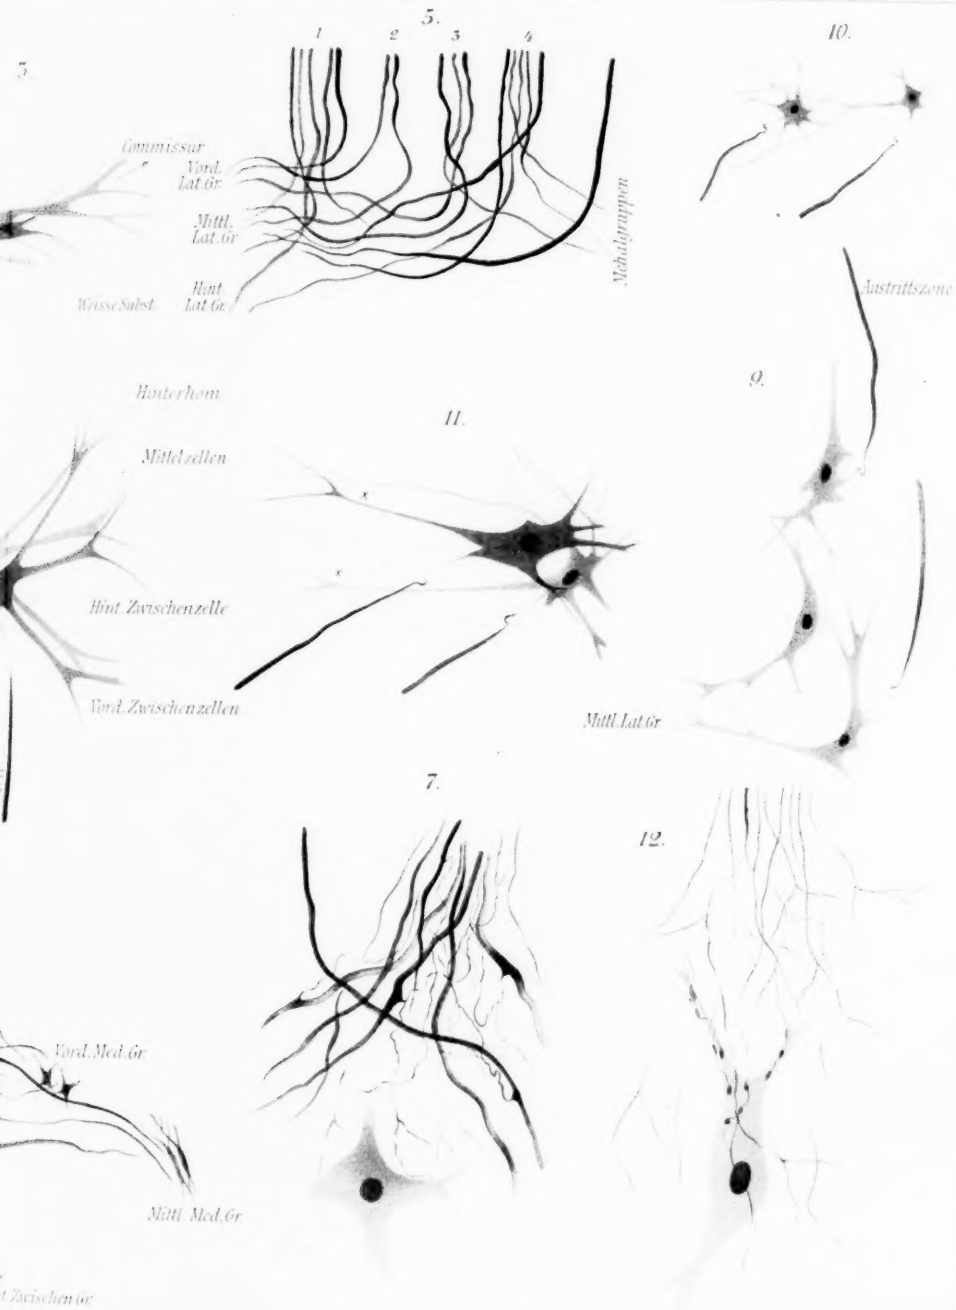 5.
10.
3
1 2 3 4
Commissur
Vord.
Lat.Gr.
Mittl.
Lat.Gr
Medialgruppen
Hint.
Lat.Gr.
Weisse Subst.
Austrittszone
Hinterhorn
9.
11.
Mittelzellen
x
x
Hint. Zwischenzelle
Vord. Zwischenzellen
Mittl. Lat. Gr
7.
12.
Vord. Med. Gr.
Mittl. Med. Gr
Zwischen Gr.